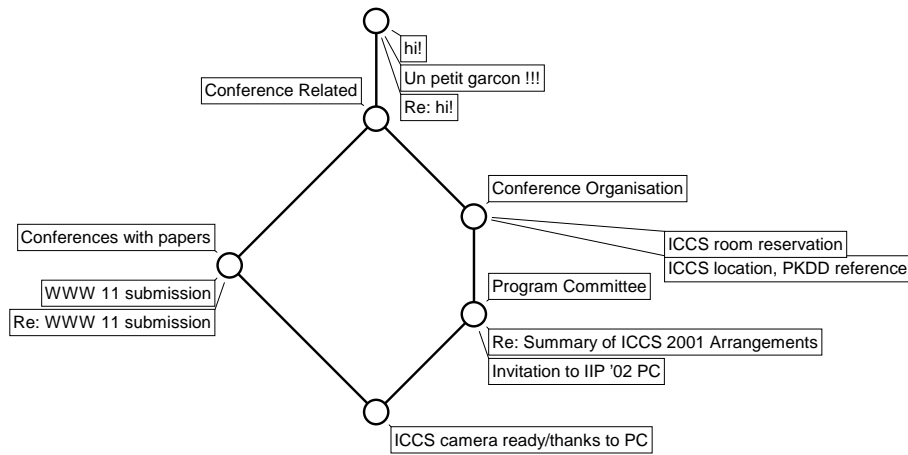 hi!
Un petit garcon !!!
Conference Related
Re: hi!
Conference Organisation
Conferences with papers
ICCS room reservation
ICCS location, PKDD reference
WWW 11 submission
Program Committee
Re: WWW 11 submission
Re: Summary of ICCS 2001 Arrangements
Invitation to IIP '02 PC
ICCS camera ready/thanks to PC